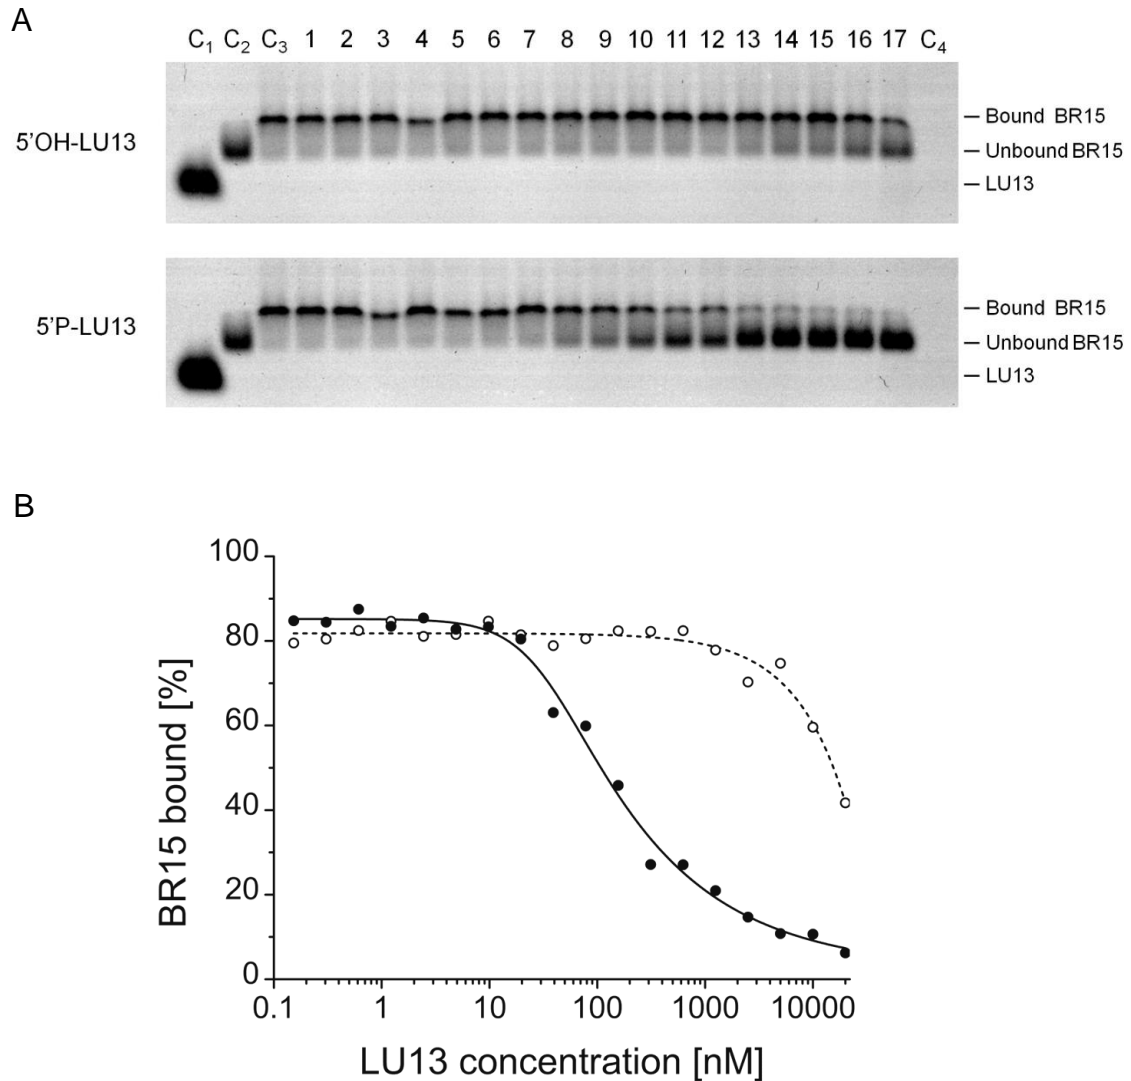 A
C₁ C₂ C₃ 1 2 3 4 5 6 7 8 9 10 11 12 13 14 15 16 17 C₄
5'OH-LU13
Bound BR15
Unbound BR15
LU13
5'P-LU13
Bound BR15
Unbound BR15
LU13
B
100
80
60
40
20
0
BR15 bound [%]
0.1 1 10 100 1000 10000
LU13 concentration [nM]